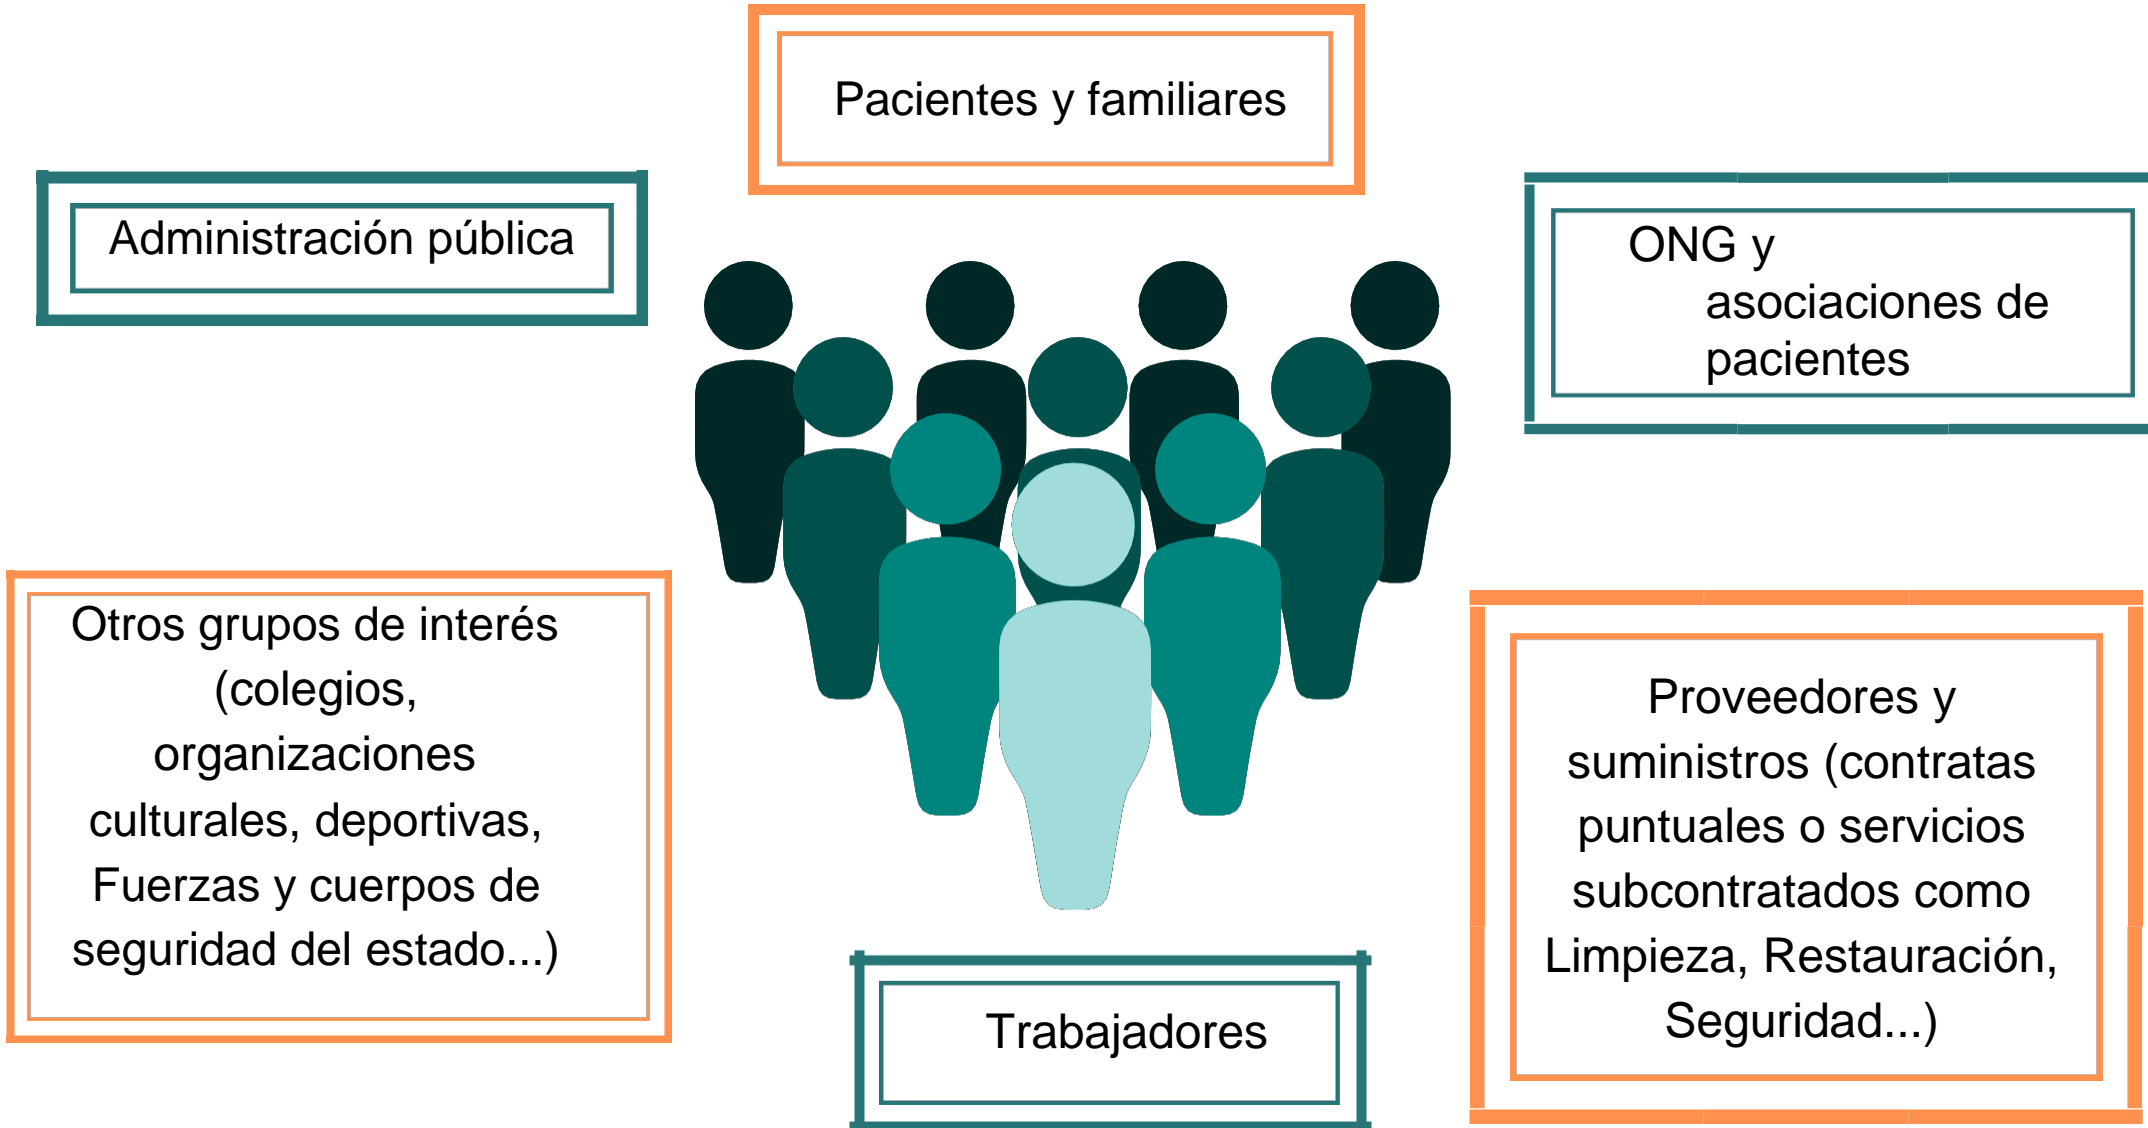 Pacientes y familiares
Administración pública
ONG y
asociaciones de
pacientes
Otros grupos de interés
(colegios,
organizaciones
culturales, deportivas,
Fuerzas y cuerpos de
seguridad del estado...)
Proveedores y
suministros (contratas
puntuales o servicios
subcontratados como
Limpieza, Restauración,
Seguridad...)
Trabajadores